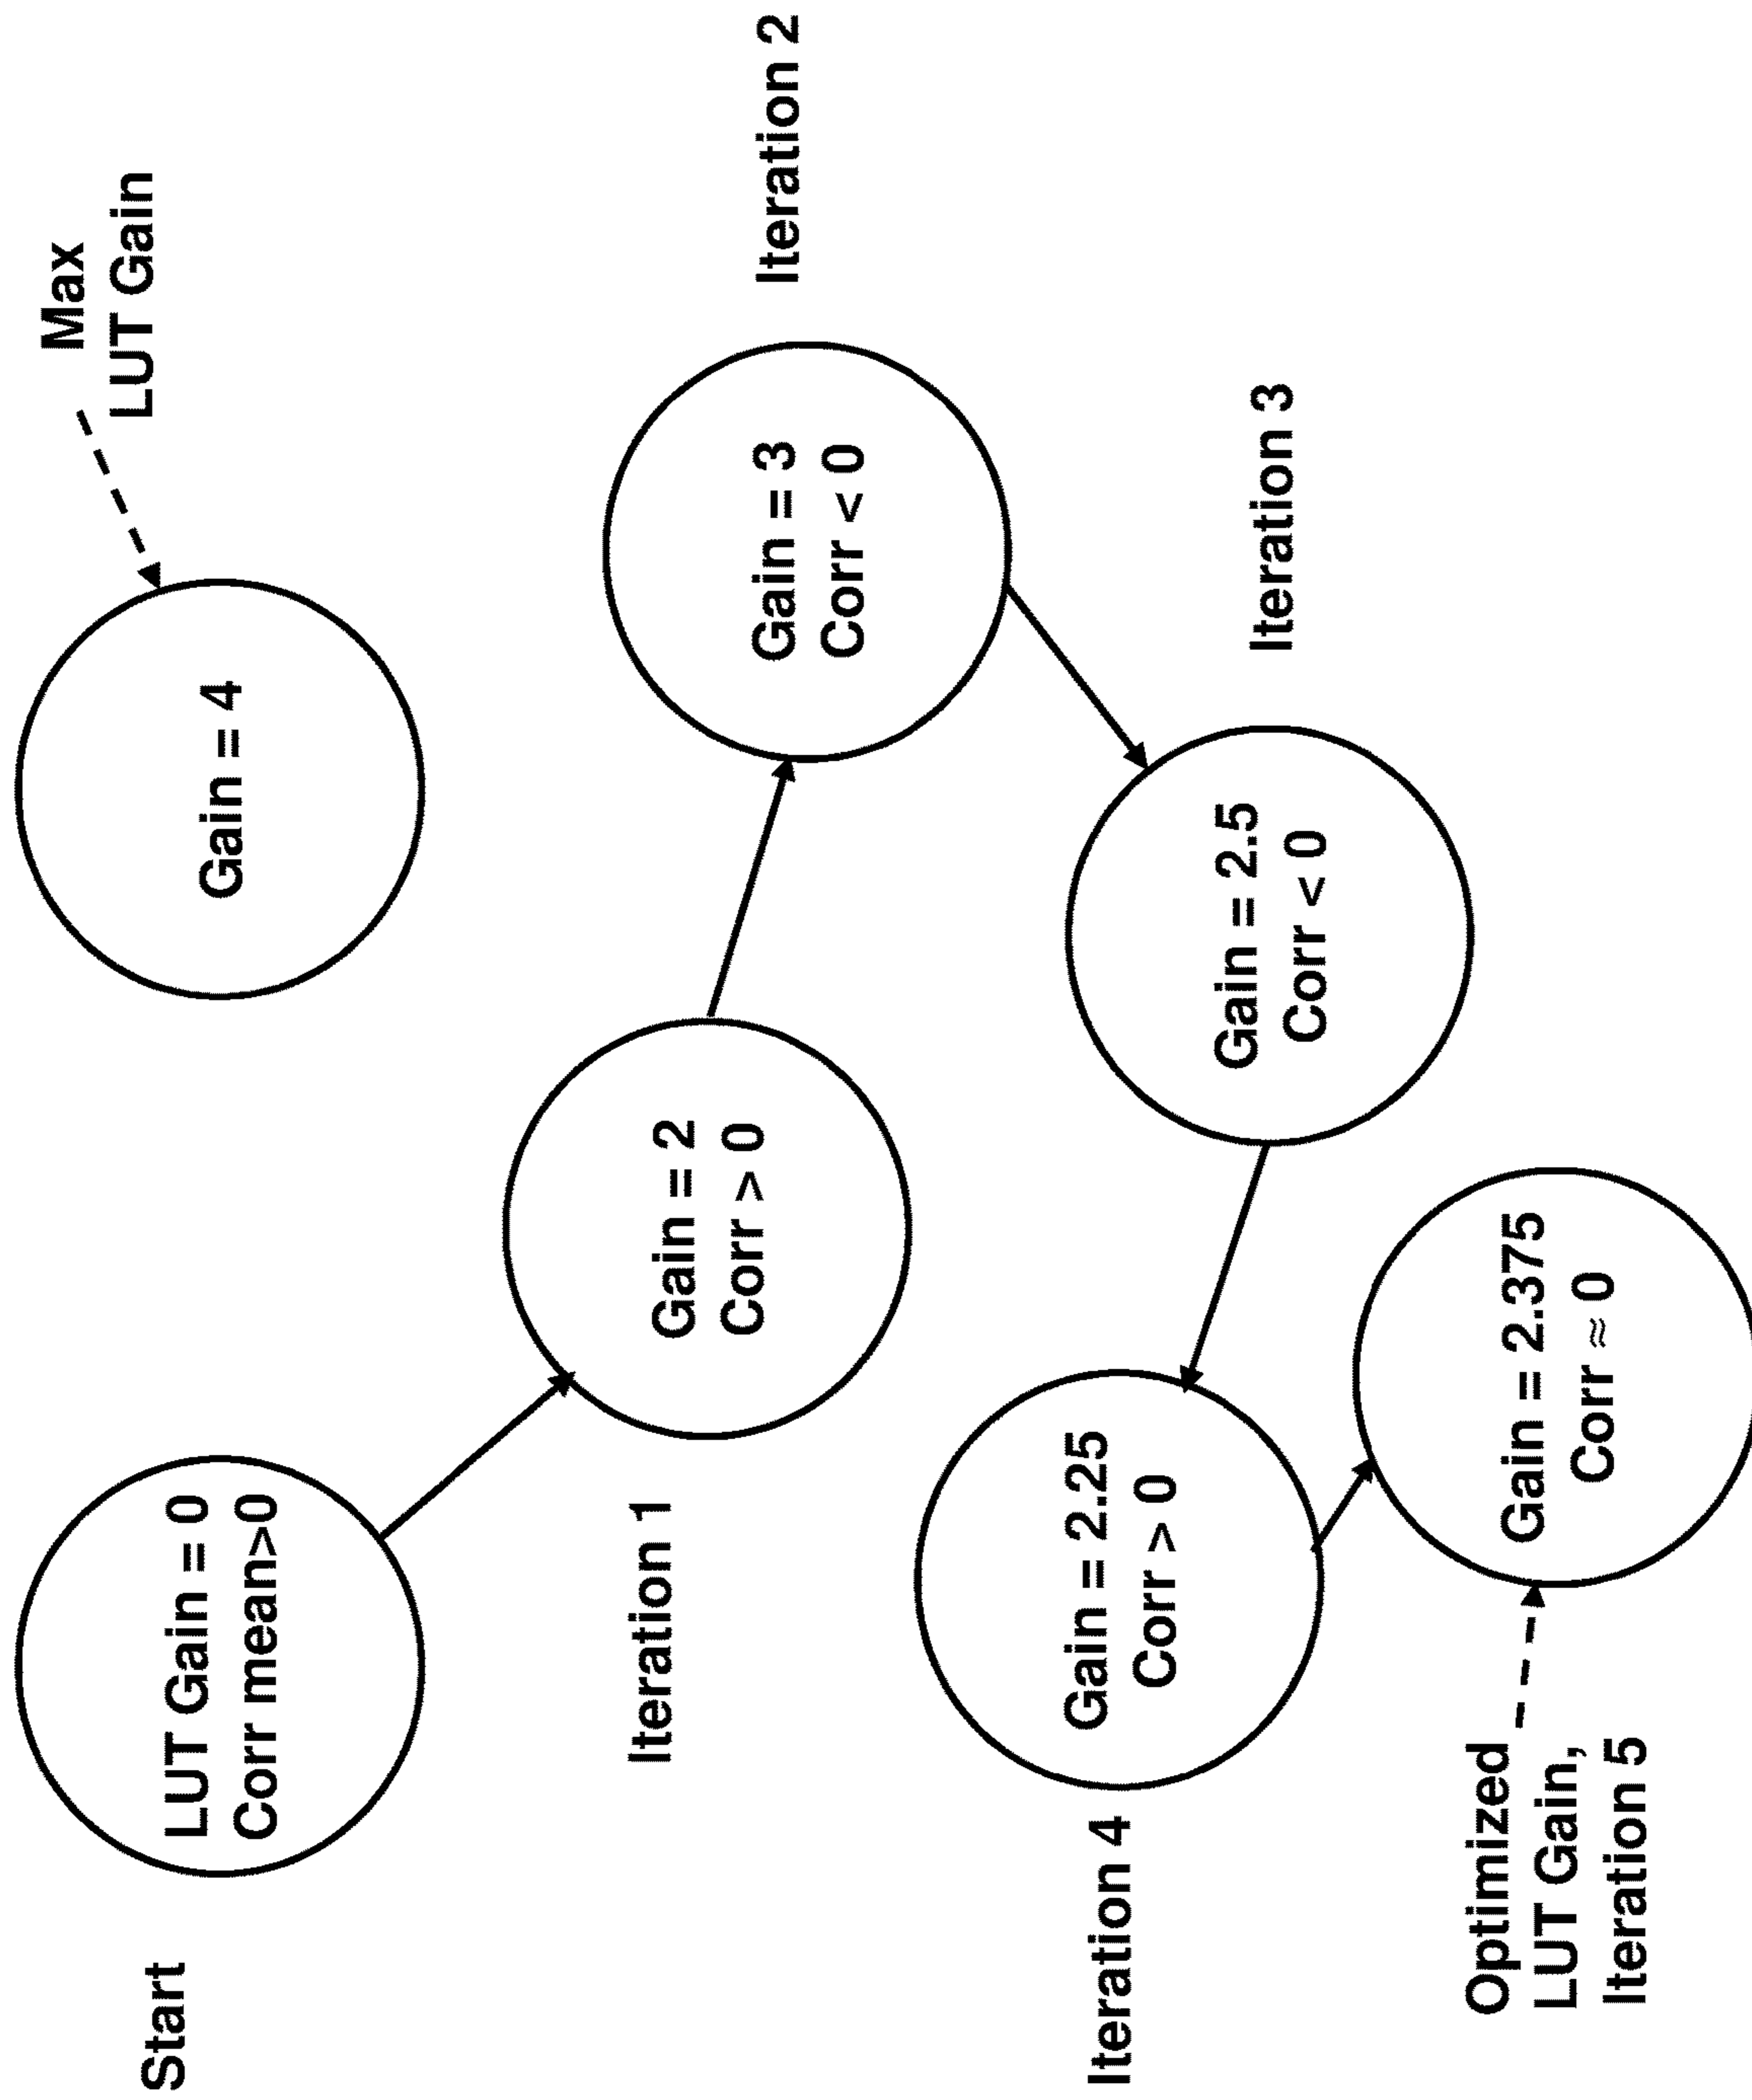 Start
LUT Gain = 0
Corr mean>0
Gain = 4
Max
LUT Gain
Iteration 1
Gain = 2
Corr > 0
Gain = 3
Corr < 0
Iteration 2
Iteration 4
Gain = 2.25
Corr > 0
Gain = 2.5
Corr < 0
Iteration 3
Optimized
LUT Gain,
Iteration 5
Gain = 2.375
Corr ≈ 0